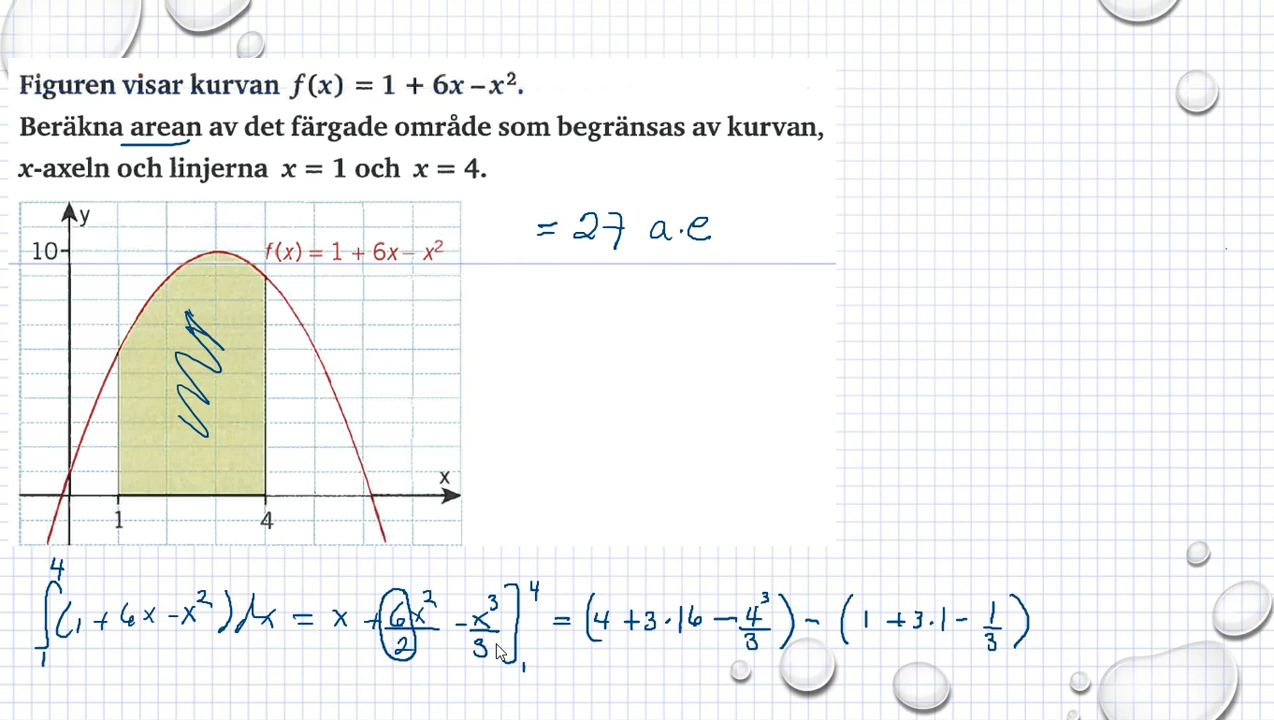 Figuren visar kurvan f(x) = 1 + 6x – x².
Beräkna arean av det färgade område som begränsas av kurvan,
x-axeln och linjerna x = 1 och x = 4.
y
10
f(x) = 1 + 6x – x²
= 27 a.e
x
1 4
∫₁⁴ (1 + 6x – x²) dx = x + 6x²/2 – x³/3]₁⁴ = (4 + 3·16 – 4³/3) – (1 + 3·1 – 1/3)